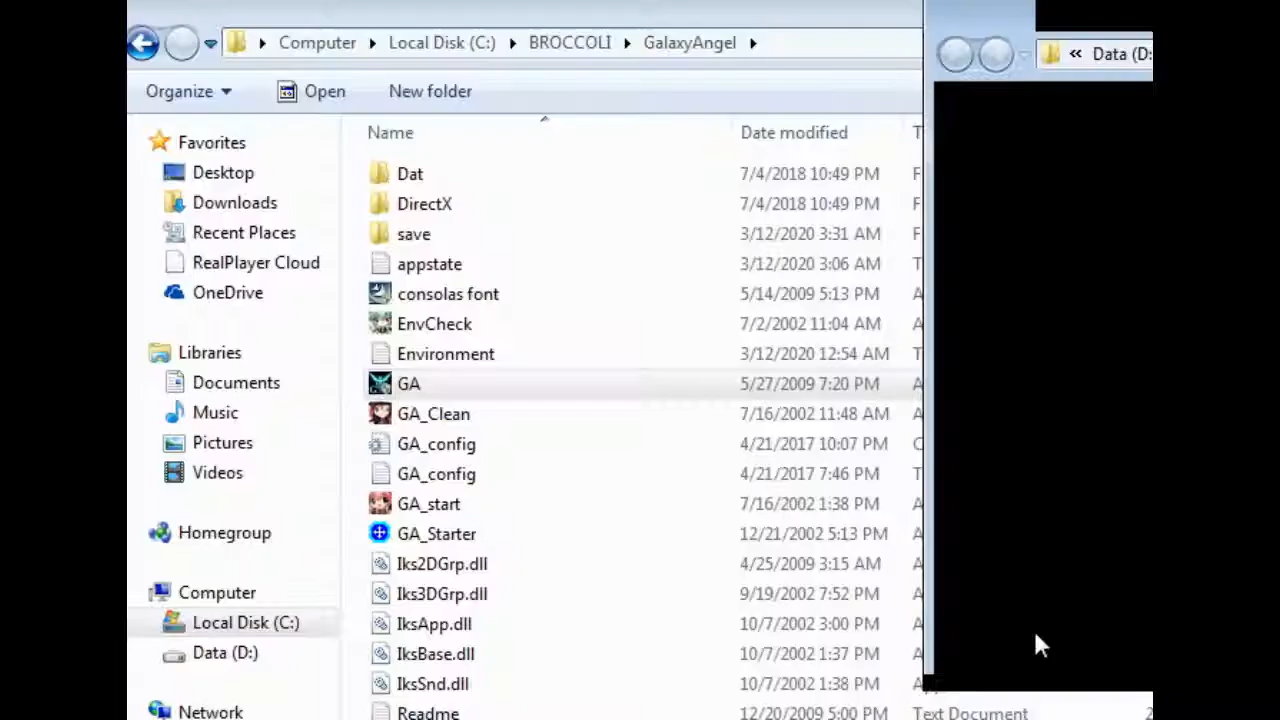 Computer Local Disk (C:) BROCCOLI GalaxyAngel
« Data (D:
Organize Open New folder
Name Date modified T
Favorites
Desktop
Downloads
Recent Places
RealPlayer Cloud
OneDrive
Libraries
Documents
Music
Pictures
Videos
Homegroup
Computer
Local Disk (C:)
Data (D:)
Network
Dat 7/4/2018 10:49 PM F
DirectX 7/4/2018 10:49 PM F
save 3/12/2020 3:31 AM F
appstate 3/12/2020 3:06 AM T
consolas font 5/14/2009 5:13 PM A
EnvCheck 7/2/2002 11:04 AM A
Environment 3/12/2020 12:54 AM T
GA 5/27/2009 7:20 PM A
GA_Clean 7/16/2002 11:48 AM A
GA_config 4/21/2017 10:07 PM C
GA_config 4/21/2017 7:46 PM T
GA_start 7/16/2002 1:38 PM A
GA_Starter 12/21/2002 5:13 PM A
Iks2DGrp.dll 4/25/2009 3:15 AM A
Iks3DGrp.dll 9/19/2002 7:52 PM A
IksApp.dll 10/7/2002 3:00 PM A
IksBase.dll 10/7/2002 1:37 PM A
IksSnd.dll 10/7/2002 1:38 PM
Readme 12/20/2009 5:00 PM Text Document 2